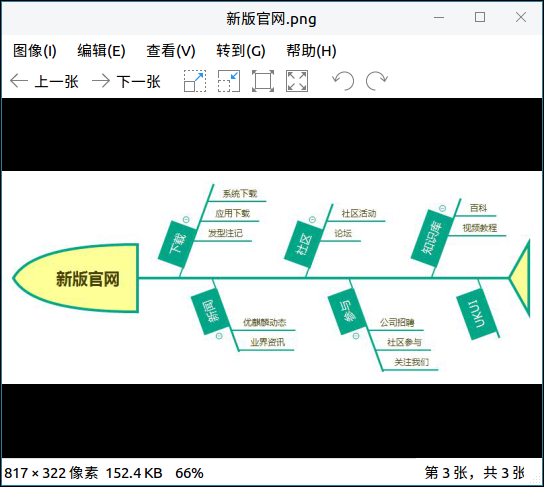 新版官网.png
图像(I) 编辑(E) 查看(V) 转到(G) 帮助(H)
上一张 下一张
系统下载
应用下载
发型注记
下载
社区活动
论坛
社区
百科
视频教程
知识库
新版官网
新闻
优麒麟动态
业界资讯
参与
公司招聘
社区参与
关注我们
UKUI
817 × 322 像素 152.4 KB 66%
第 3 张，共 3 张